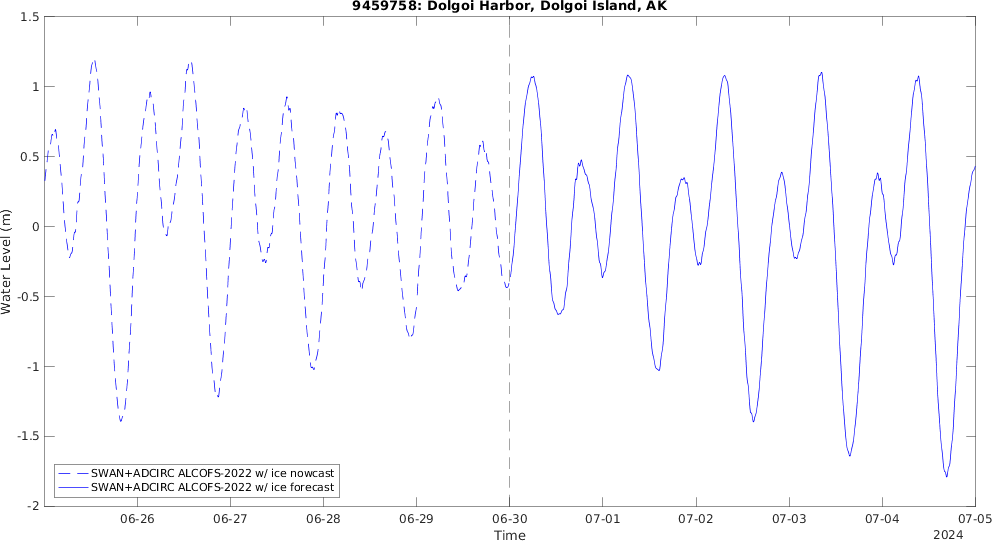 9459758: Dolgoi Harbor, Dolgoi Island, AK
1.5
1
0.5
0
-0.5
-1
-1.5
-2
Water Level (m)
SWAN+ADCIRC ALCOFS-2022 w/ ice nowcast
SWAN+ADCIRC ALCOFS-2022 w/ ice forecast
06-26 06-27 06-28 06-29 06-30 07-01 07-02 07-03 07-04 07-05
Time
2024